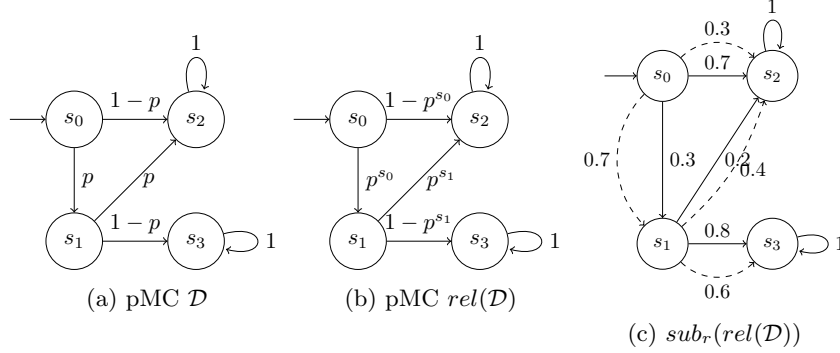 1
s₀
1 − p
s₂
p
p
s₁
1 − p
s₃
1
(a) pMC 𝒟
1
s₀
1 − p^{s₀}
s₂
p^{s₀}
p^{s₁}
s₁
1 − p^{s₁}
s₃
1
(b) pMC rel(𝒟)
1
0.3
s₀
0.7
s₂
0.7
0.3
0.2
0.4
s₁
0.8
s₃
1
0.6
(c) sub_r(rel(𝒟))